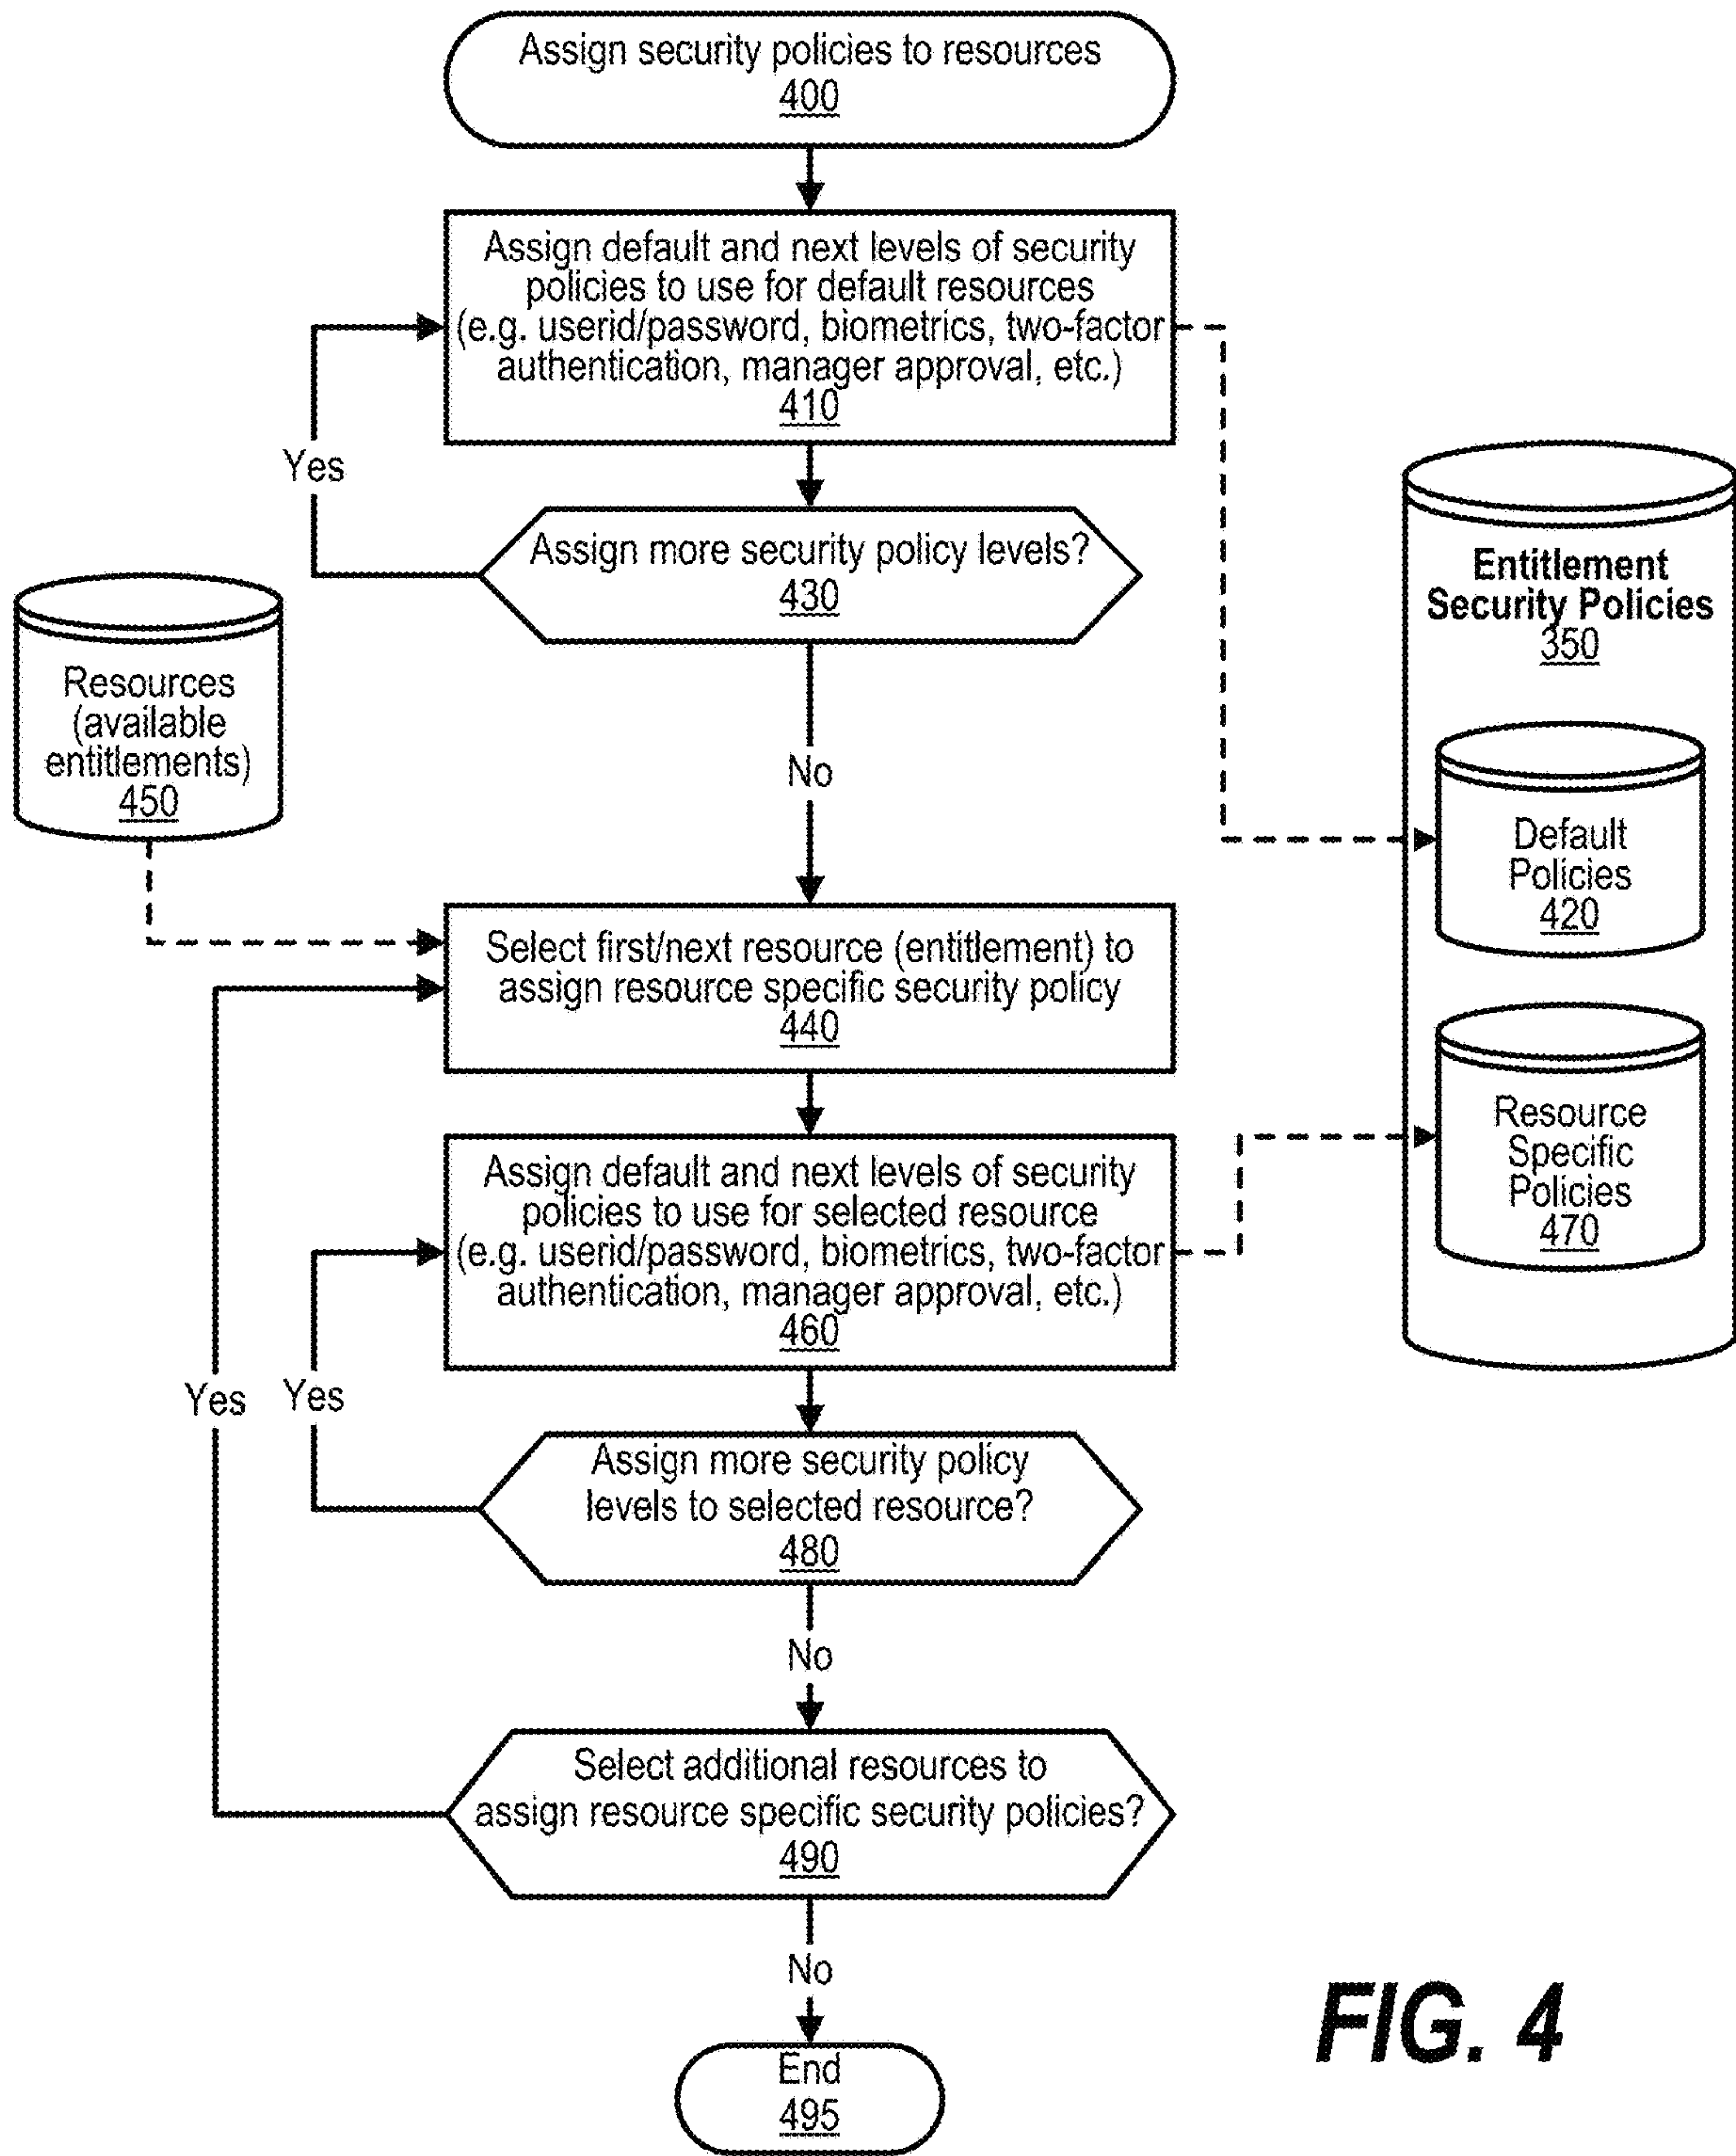 Assign security policies to resources
400
Assign default and next levels of security
policies to use for default resources
(e.g. userid/password, biometrics, two-factor
authentication, manager approval, etc.)
410
Yes
Assign more security policy levels?
430
Entitlement
Security Policies
350
Resources
(available
entitlements)
450
No
Default
Policies
420
Select first/next resource (entitlement) to
assign resource specific security policy
440
Resource
Specific
Policies
470
Assign default and next levels of security
policies to use for selected resource
(e.g. userid/password, biometrics, two-factor
authentication, manager approval, etc.)
460
Yes
Yes
Assign more security policy
levels to selected resource?
480
No
Select additional resources to
assign resource specific security policies?
490
No
End
495
FIG. 4